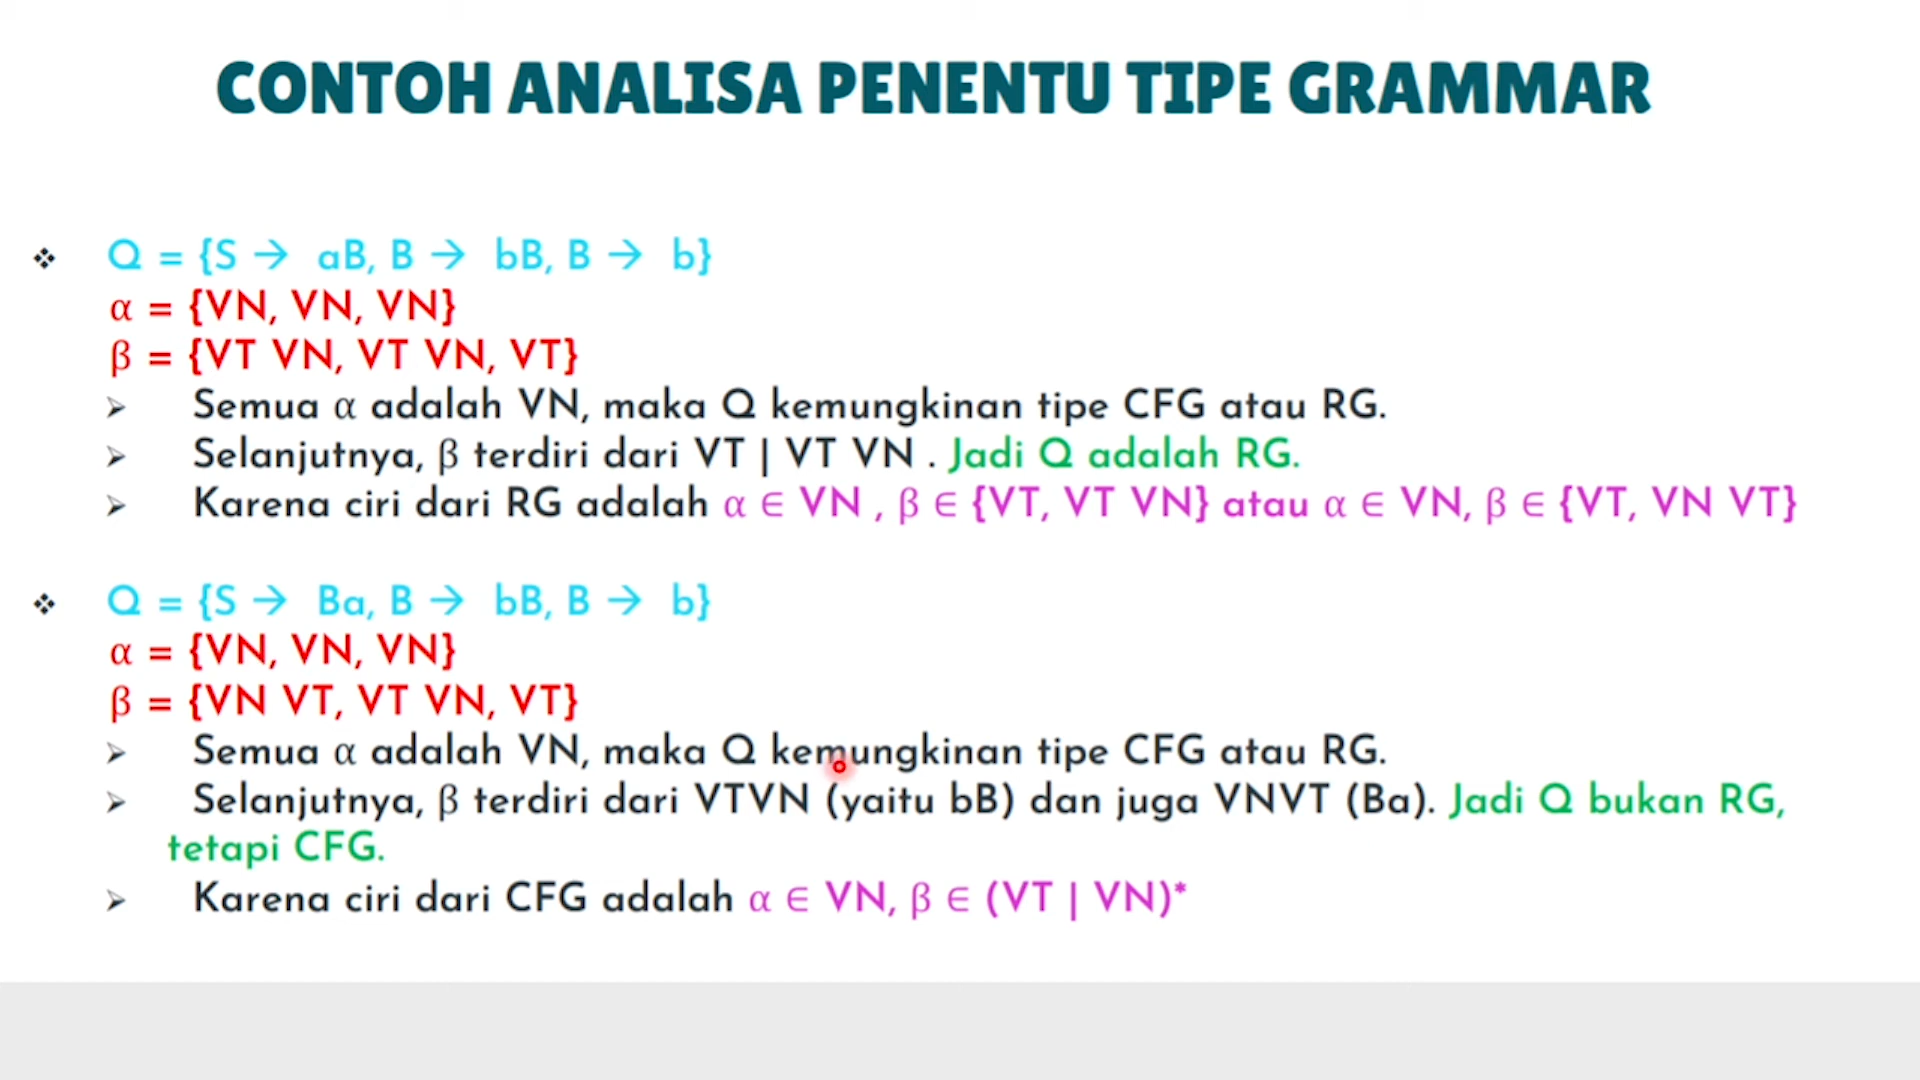 CONTOH ANALISA PENENTU TIPE GRAMMAR
❖ Q = {S → aB, B → bB, B → b}
α = {VN, VN, VN}
β = {VT VN, VT VN, VT}
➢ Semua α adalah VN, maka Q kemungkinan tipe CFG atau RG.
➢ Selanjutnya, β terdiri dari VT | VT VN . Jadi Q adalah RG.
➢ Karena ciri dari RG adalah α ∈ VN , β ∈ {VT, VT VN} atau α ∈ VN, β ∈ {VT, VN VT}
❖ Q = {S → Ba, B → bB, B → b}
α = {VN, VN, VN}
β = {VN VT, VT VN, VT}
➢ Semua α adalah VN, maka Q kemungkinan tipe CFG atau RG.
➢ Selanjutnya, β terdiri dari VTVN (yaitu bB) dan juga VNVT (Ba). Jadi Q bukan RG,
tetapi CFG.
➢ Karena ciri dari CFG adalah α ∈ VN, β ∈ (VT | VN)*